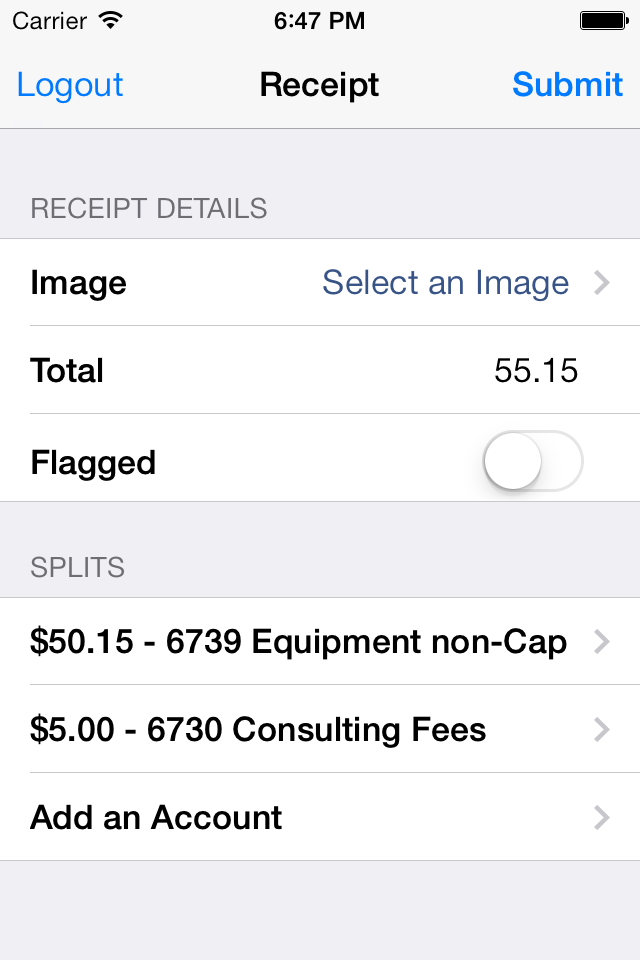 Carrier 6:47 PM
Logout Receipt Submit
RECEIPT DETAILS
Image Select an Image
Total 55.15
Flagged
SPLITS
$50.15 - 6739 Equipment non-Cap
$5.00 - 6730 Consulting Fees
Add an Account